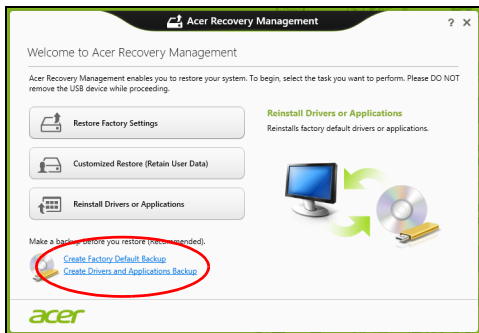 Acer Recovery Management
? X
Welcome to Acer Recovery Management
Acer Recovery Management enables you to restore your system. To begin, select the task you want to perform. Please DO NOT
remove the USB device while proceeding.
Restore Factory Settings
Customized Restore (Retain User Data)
Reinstall Drivers or Applications
Reinstall Drivers or Applications
Reinstalls factory default drivers or applications.
Make a backup before you restore (Recommended).
Create Factory Default Backup
Create Drivers and Applications Backup
acer